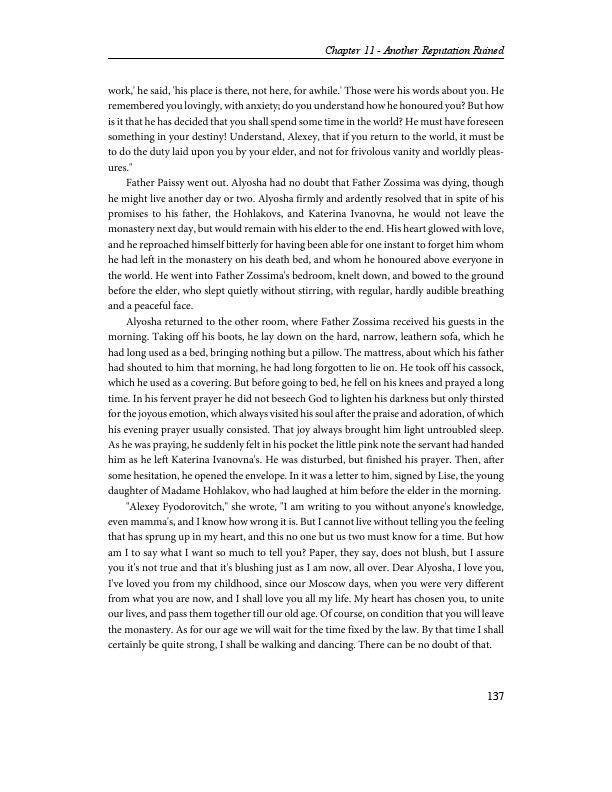 Chapter 11 - Another Reputation Ruined
work,' he said, 'his place is there, not here, for awhile.' Those were his words about you. He
remembered you lovingly, with anxiety; do you understand how he honoured you? But how
is it that he has decided that you shall spend some time in the world? He must have foreseen
something in your destiny! Understand, Alexey, that if you return to the world, it must be
to do the duty laid upon you by your elder, and not for frivolous vanity and worldly pleas-
ures."
Father Paissy went out. Alyosha had no doubt that Father Zossima was dying, though
he might live another day or two. Alyosha firmly and ardently resolved that in spite of his
promises to his father, the Hohlakovs, and Katerina Ivanovna, he would not leave the
monastery next day, but would remain with his elder to the end. His heart glowed with love,
and he reproached himself bitterly for having been able for one instant to forget him whom
he had left in the monastery on his death bed, and whom he honoured above everyone in
the world. He went into Father Zossima's bedroom, knelt down, and bowed to the ground
before the elder, who slept quietly without stirring, with regular, hardly audible breathing
and a peaceful face.
Alyosha returned to the other room, where Father Zossima received his guests in the
morning. Taking off his boots, he lay down on the hard, narrow, leathern sofa, which he
had long used as a bed, bringing nothing but a pillow. The mattress, about which his father
had shouted to him that morning, he had long forgotten to lie on. He took off his cassock,
which he used as a covering. But before going to bed, he fell on his knees and prayed a long
time. In his fervent prayer he did not beseech God to lighten his darkness but only thirsted
for the joyous emotion, which always visited his soul after the praise and adoration, of which
his evening prayer usually consisted. That joy always brought him light untroubled sleep.
As he was praying, he suddenly felt in his pocket the little pink note the servant had handed
him as he left Katerina Ivanovna's. He was disturbed, but finished his prayer. Then, after
some hesitation, he opened the envelope. In it was a letter to him, signed by Lise, the young
daughter of Madame Hohlakov, who had laughed at him before the elder in the morning.
"Alexey Fyodorovitch," she wrote, "I am writing to you without anyone's knowledge,
even mamma's, and I know how wrong it is. But I cannot live without telling you the feeling
that has sprung up in my heart, and this no one but us two must know for a time. But how
am I to say what I want so much to tell you? Paper, they say, does not blush, but I assure
you it's not true and that it's blushing just as I am now, all over. Dear Alyosha, I love you,
I've loved you from my childhood, since our Moscow days, when you were very different
from what you are now, and I shall love you all my life. My heart has chosen you, to unite
our lives, and pass them together till our old age. Of course, on condition that you will leave
the monastery. As for our age we will wait for the time fixed by the law. By that time I shall
certainly be quite strong, I shall be walking and dancing. There can be no doubt of that.
137